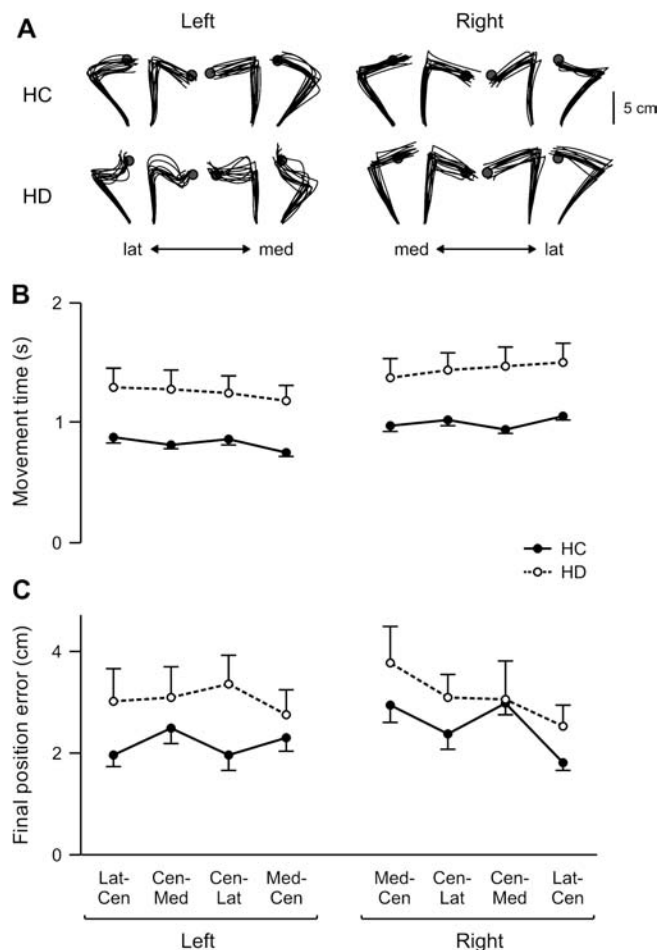 A
Left
Right
HC
5 cm
HD
lat
med
med
lat
B
2
Movement time (s)
1
0
HC
HD
C
4
Final position error (cm)
2
0
Lat-
Cen
Cen-
Med
Cen-
Lat
Med-
Cen
Med-
Cen
Cen-
Lat
Cen-
Med
Lat-
Cen
Left
Right